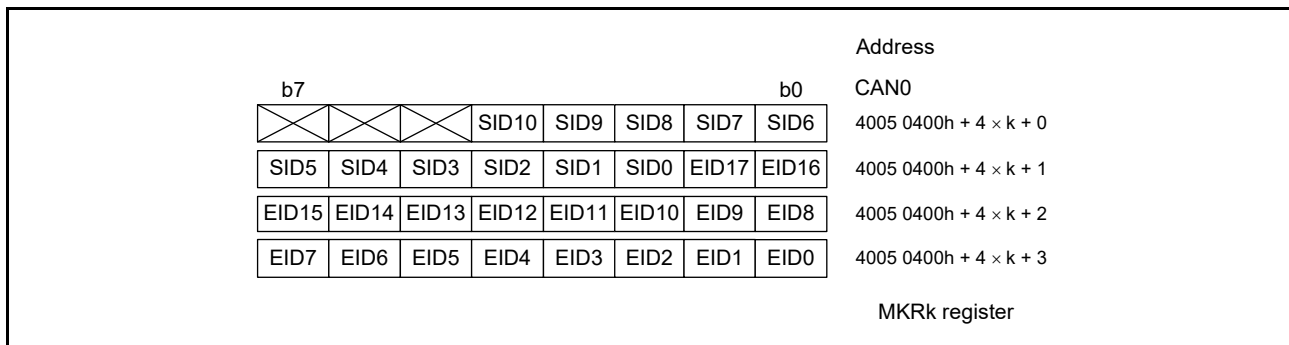 Address
b7 b0 CAN0
SID10 SID9 SID8 SID7 SID6 4005 0400h + 4 × k + 0
SID5 SID4 SID3 SID2 SID1 SID0 EID17 EID16 4005 0400h + 4 × k + 1
EID15 EID14 EID13 EID12 EID11 EID10 EID9 EID8 4005 0400h + 4 × k + 2
EID7 EID6 EID5 EID4 EID3 EID2 EID1 EID0 4005 0400h + 4 × k + 3
MKRk register